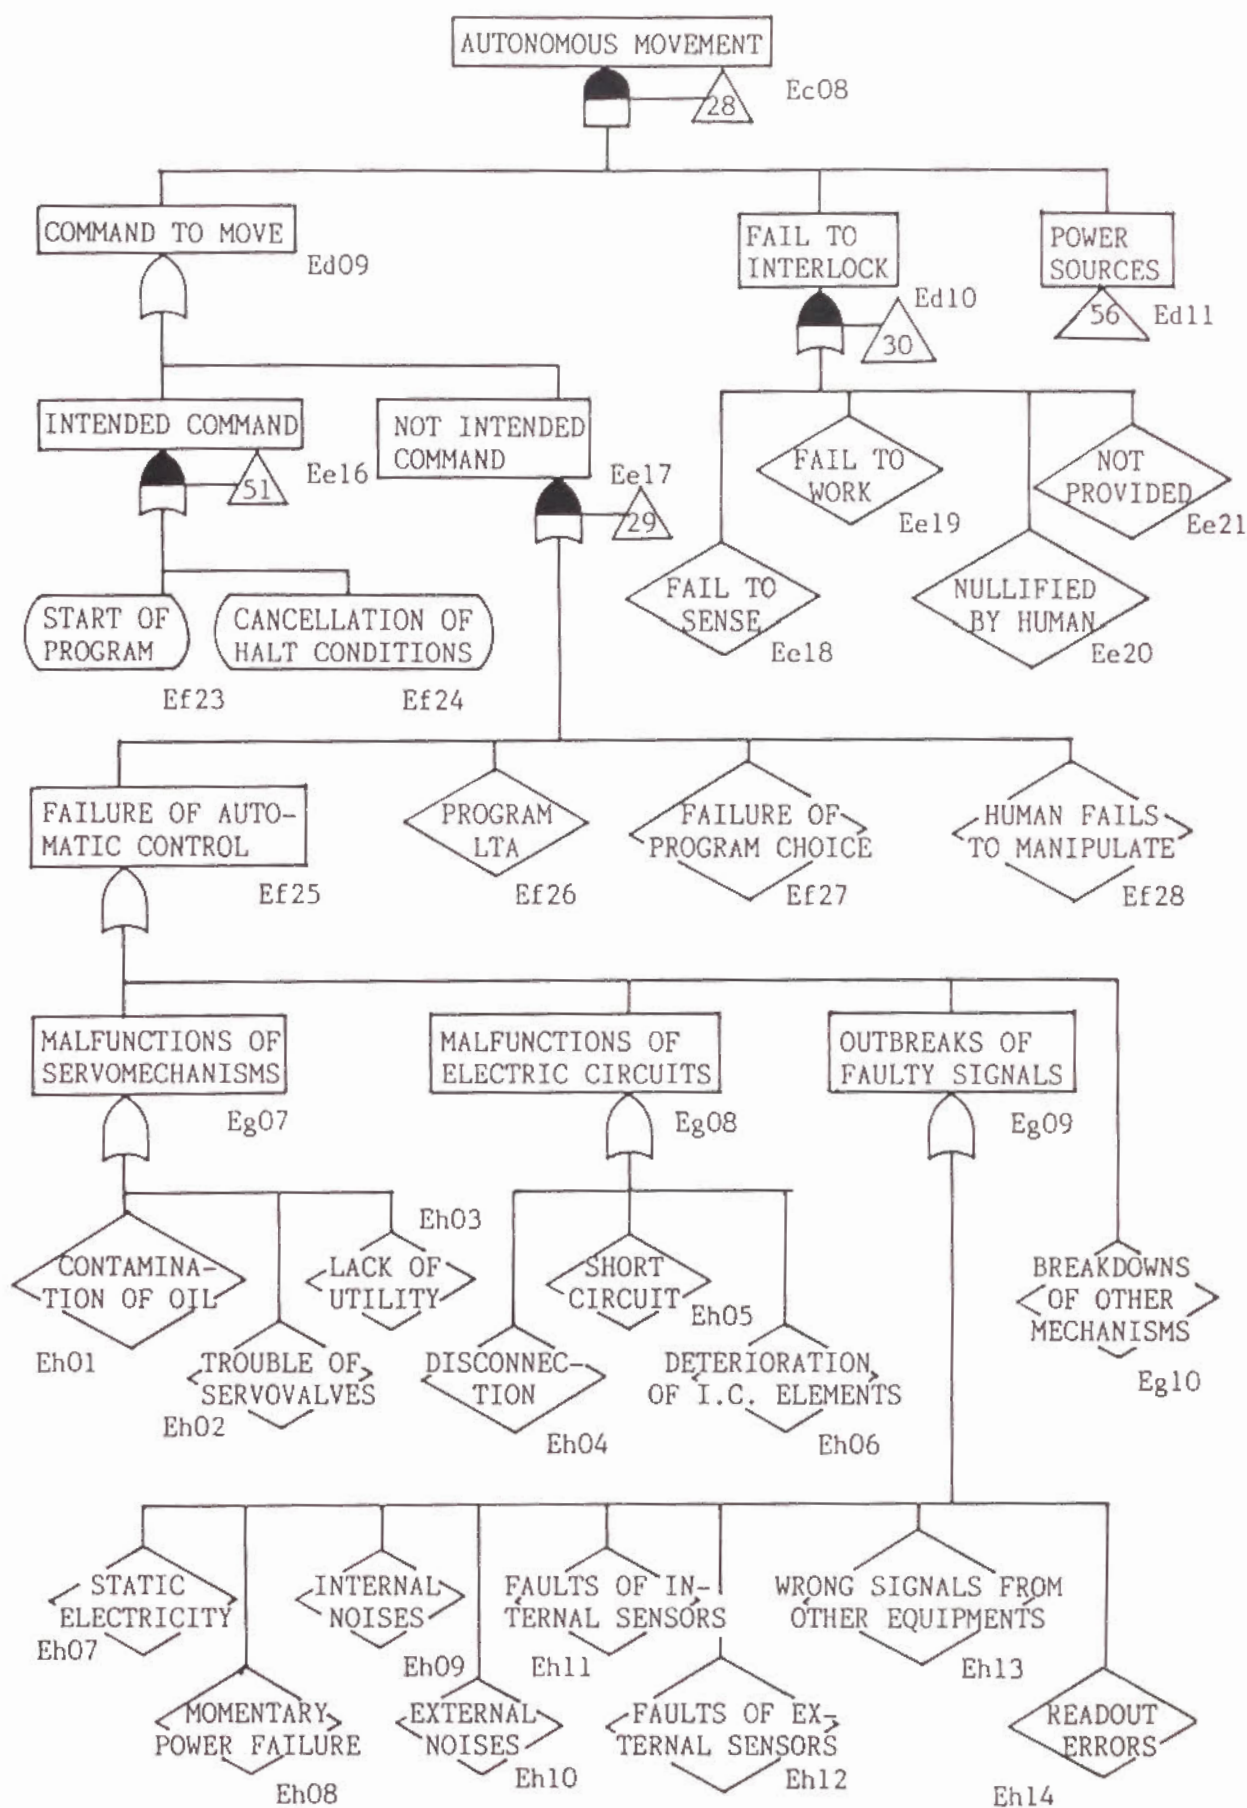 AUTONOMOUS MOVEMENT
28
Ec08
COMMAND TO MOVE
Ed09
FAIL TO
INTERLOCK
Ed10
30
POWER
SOURCES
56
Ed11
INTENDED COMMAND
51
Ee16
NOT INTENDED
COMMAND
Ee17
29
FAIL TO
WORK
Ee19
NOT
PROVIDED
Ee21
FAIL TO
SENSE
Ee18
NULLIFIED
BY HUMAN
Ee20
START OF
PROGRAM
Ef23
CANCELLATION OF
HALT CONDITIONS
Ef24
FAILURE OF AUTO-
MATIC CONTROL
Ef25
PROGRAM
LTA
Ef26
FAILURE OF
PROGRAM CHOICE
Ef27
HUMAN FAILS
TO MANIPULATE
Ef28
MALFUNCTIONS OF
SERVOMECHANISMS
Eg07
MALFUNCTIONS OF
ELECTRIC CIRCUITS
Eg08
OUTBREAKS OF
FAULTY SIGNALS
Eg09
CONTAMINA-
TION OF OIL
Eh01
TROUBLE OF
SERVOVALVES
Eh02
Eh03
LACK OF
UTILITY
DISCONNEC-
TION
Eh04
SHORT
CIRCUIT
Eh05
DETERIORATION
OF I.C. ELEMENTS
Eh06
BREAKDOWNS
OF OTHER
MECHANISMS
Eg10
STATIC
ELECTRICITY
Eh07
MOMENTARY
POWER FAILURE
Eh08
INTERNAL
NOISES
Eh09
EXTERNAL
NOISES
Eh10
FAULTS OF IN-
TERNAL SENSORS
Eh11
FAULTS OF EX-
TERNAL SENSORS
Eh12
WRONG SIGNALS FROM
OTHER EQUIPMENTS
Eh13
READOUT
ERRORS
Eh14